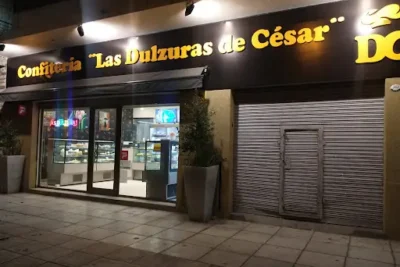 Confitería ¨Las Dulzuras de César¨